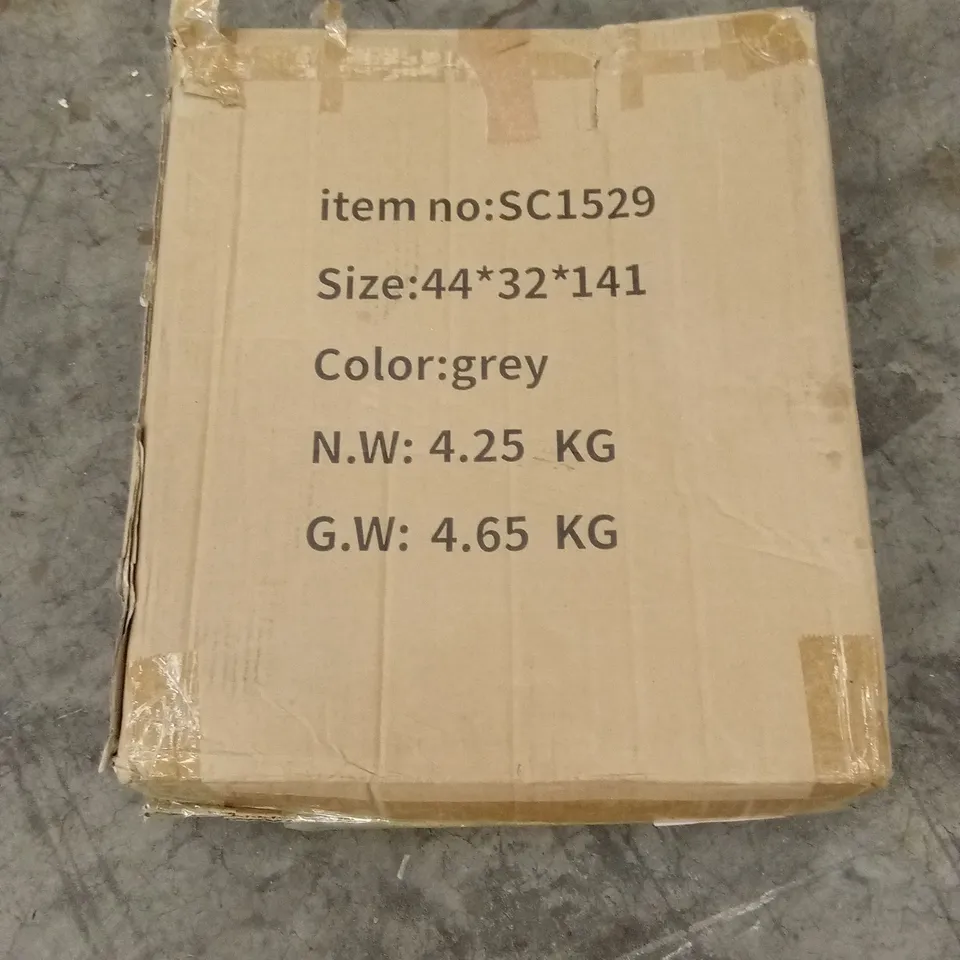 item no:SC1529
Size:44*32*141
Color:grey
N.W: 4.25 KG
G.W: 4.65 KG